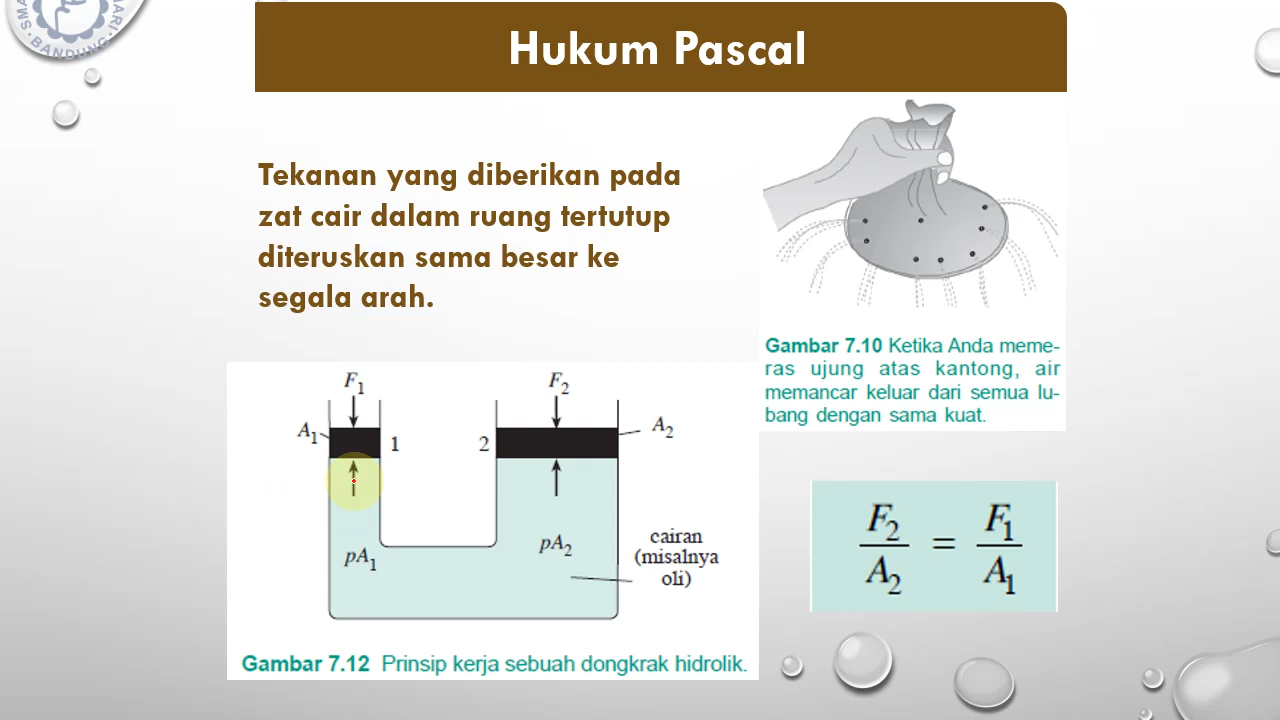 SMA
ARI
BANDUNG
Hukum Pascal
Tekanan yang diberikan pada
zat cair dalam ruang tertutup
diteruskan sama besar ke
segala arah.
Gambar 7.10 Ketika Anda meme-
ras ujung atas kantong, air
memancar keluar dari semua lu-
bang dengan sama kuat.
F₁
F₂
A₁
1
2
A₂
pA₁
pA₂
cairan
(misalnya
oli)
Gambar 7.12 Prinsip kerja sebuah dongkrak hidrolik.
F₂/A₂ = F₁/A₁